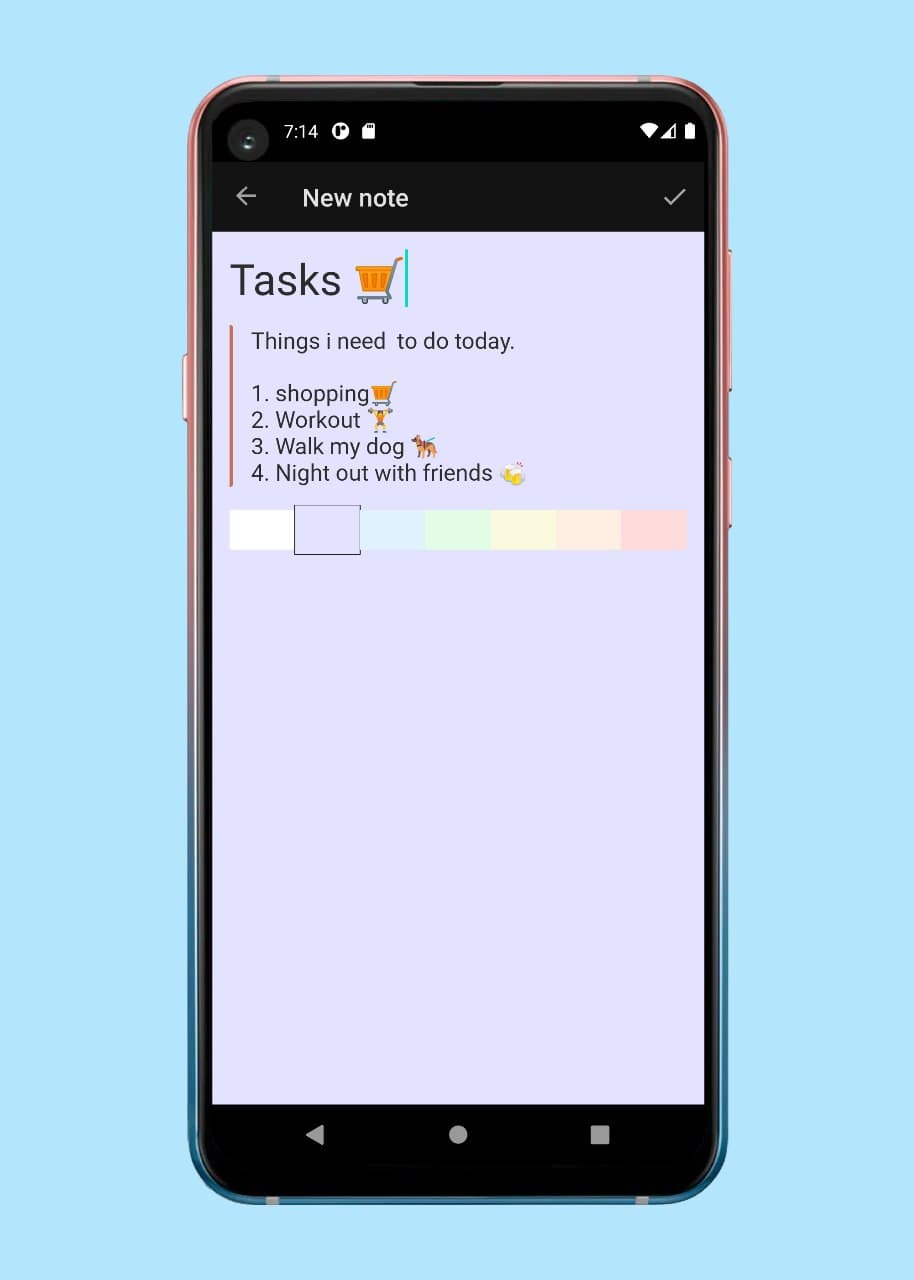 7:14
New note
Tasks 🛒
Things i need  to do today.
1. shopping🛒
2. Workout 🏋️
3. Walk my dog 🐕‍🦺
4. Night out with friends 🍻